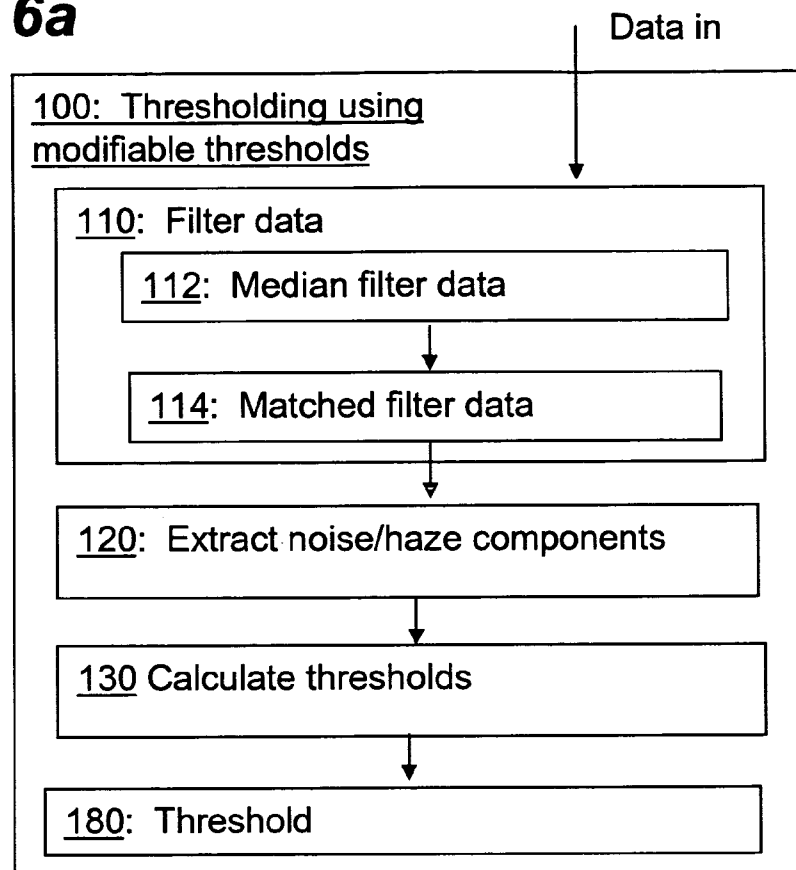 6a
Data in
100: Thresholding using
modifiable thresholds
110: Filter data
112: Median filter data
114: Matched filter data
120: Extract noise/haze components
130 Calculate thresholds
180: Threshold